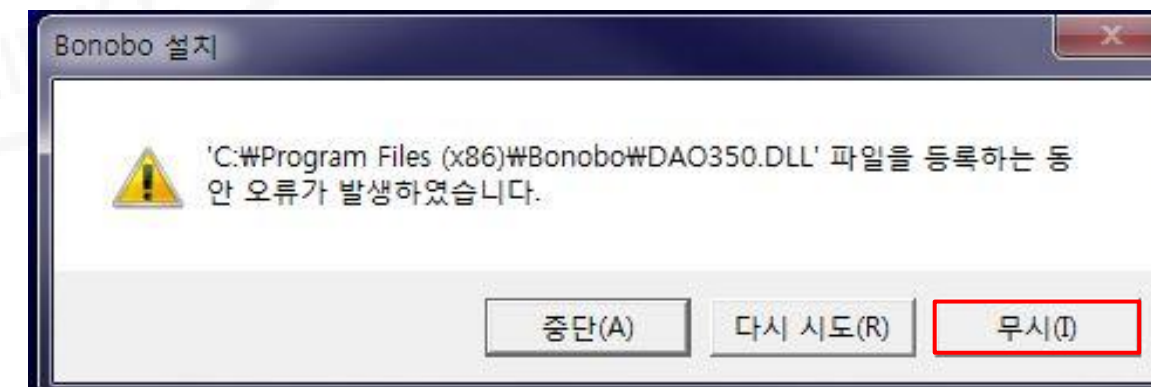 Bonobo 설치
'C:₩Program Files (x86)₩Bonobo₩DAO350.DLL' 파일을 등록하는 동
안 오류가 발생하였습니다.
중단(A) 다시 시도(R) 무시(I)